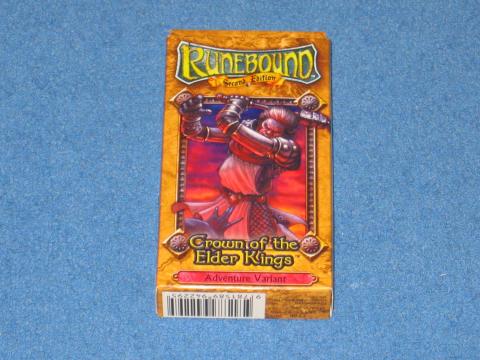 RUNEBOUND
Second Edition
Crown of the
Elder Kings
Adventure Variant